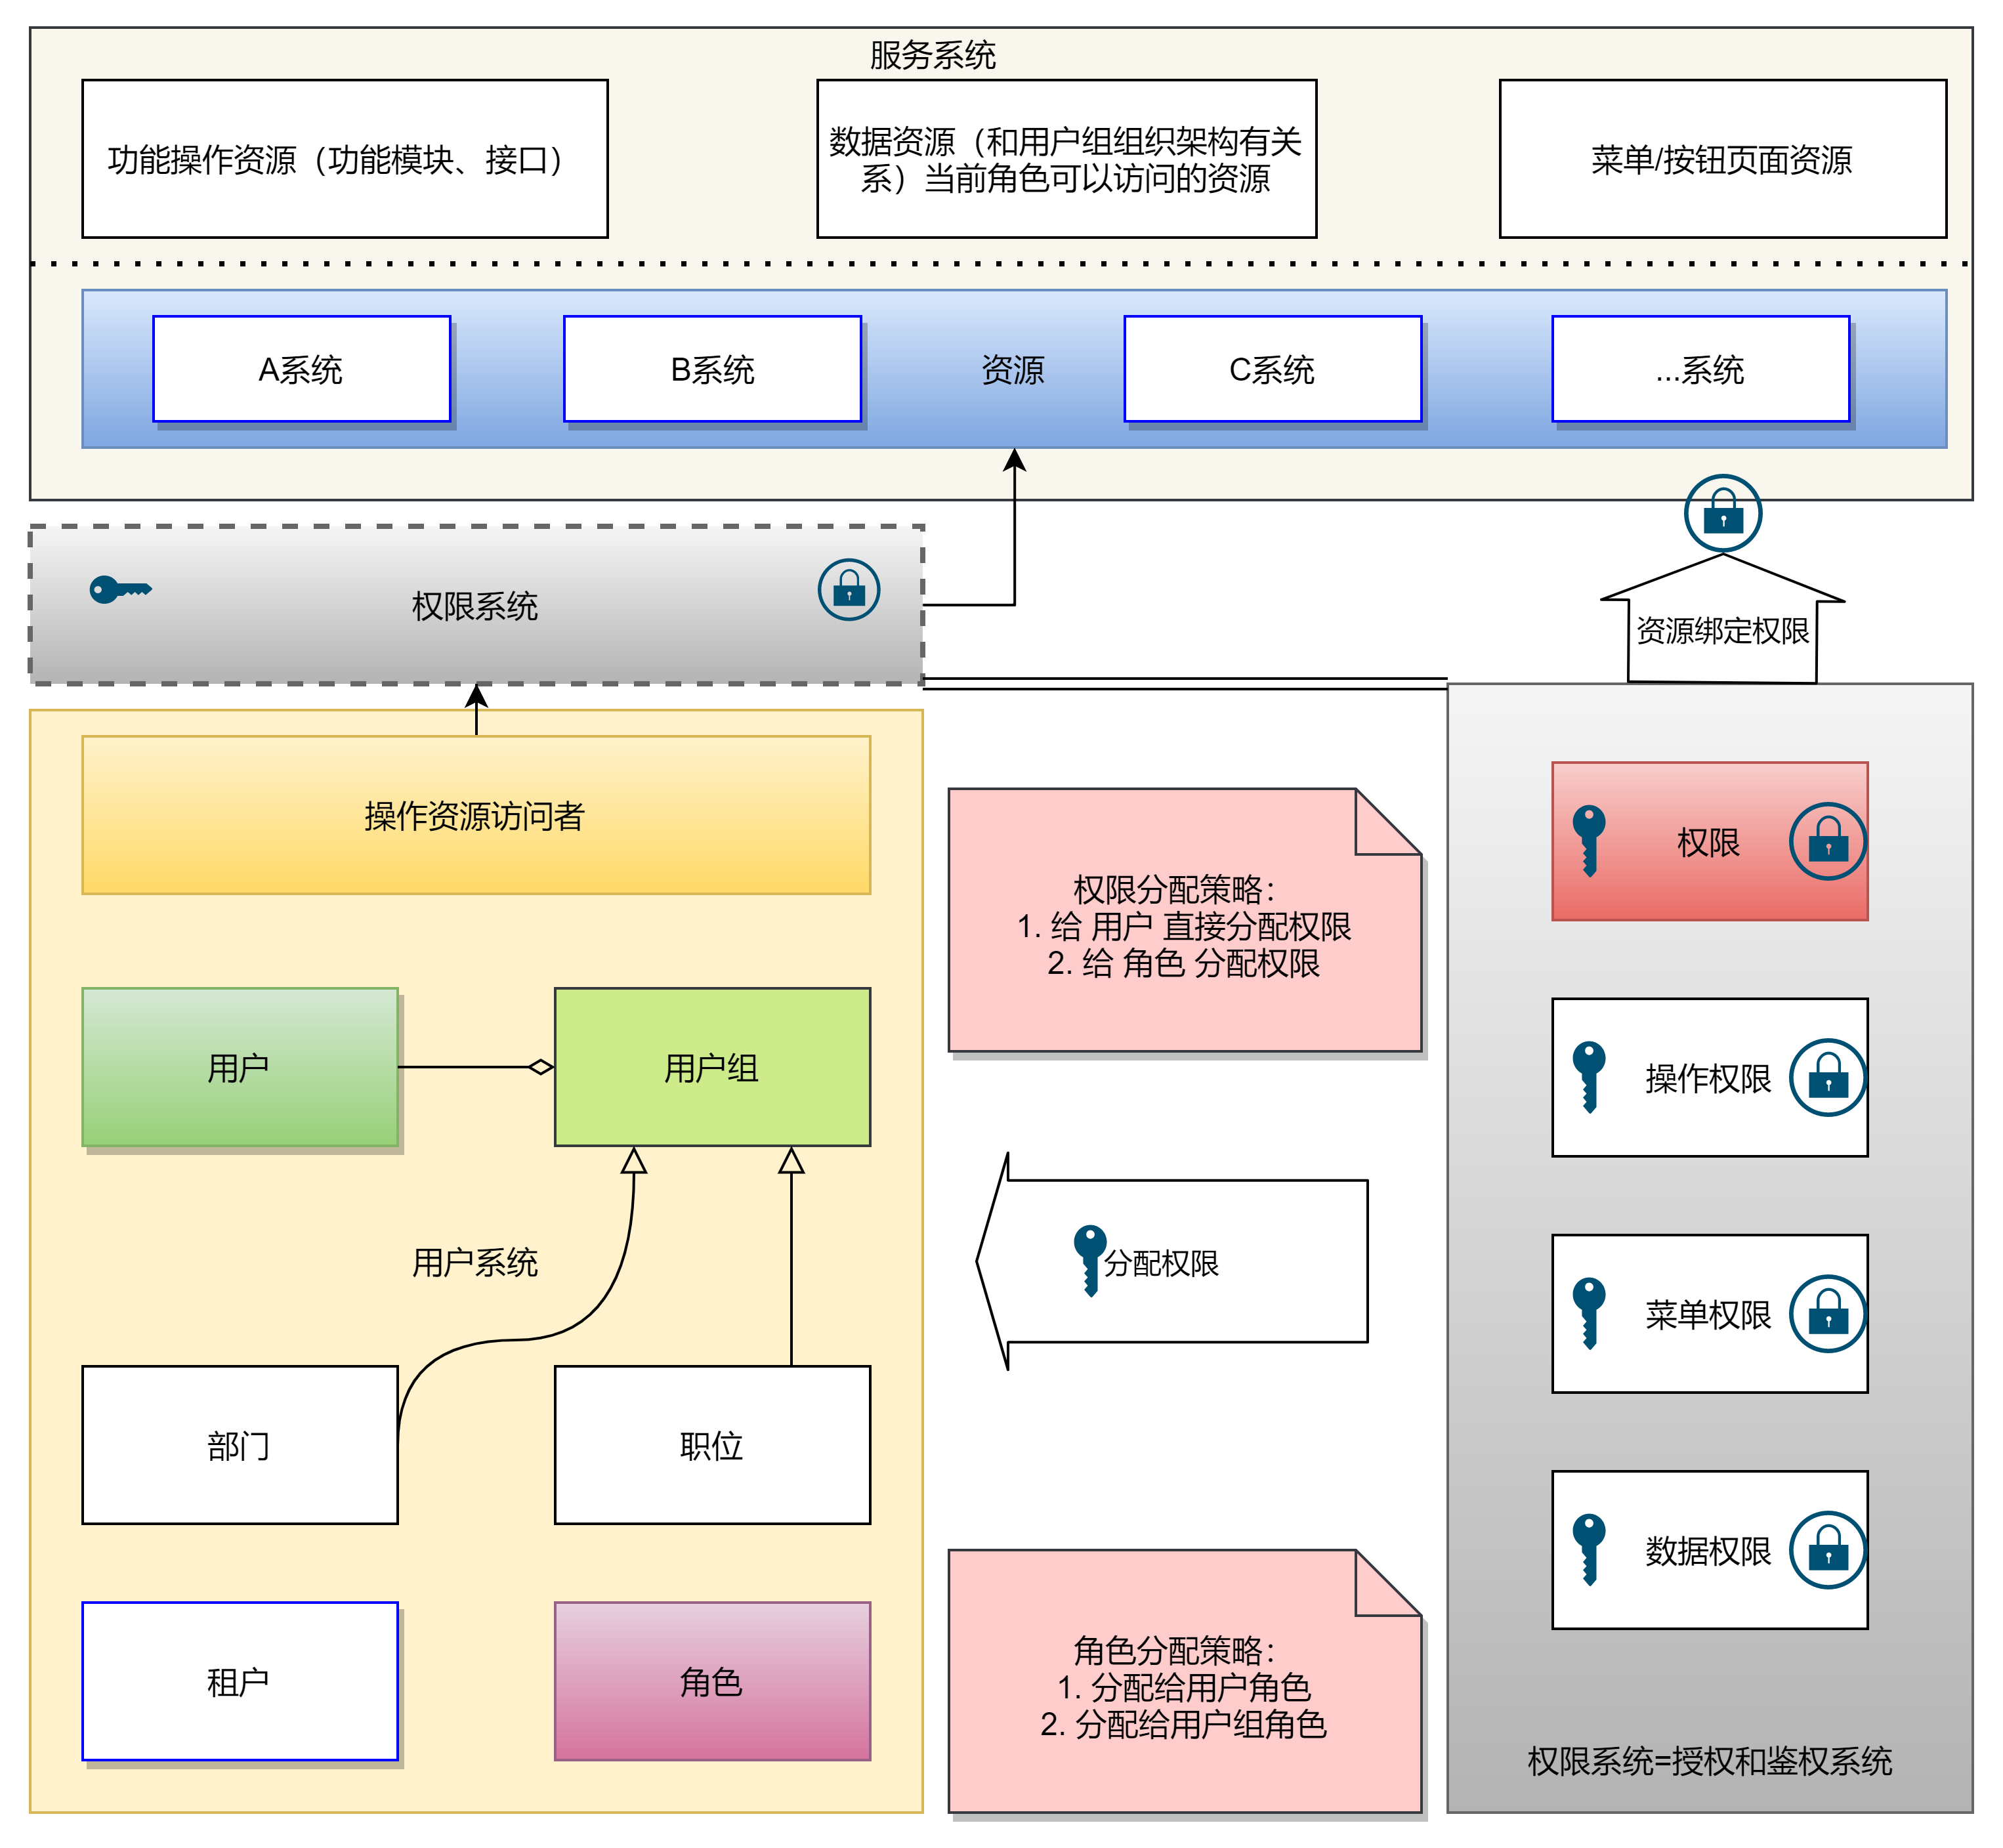 服务系统
功能操作资源（功能模块、接口）
数据资源（和用户组组织架构有关
系）当前角色可以访问的资源
菜单/按钮页面资源
A系统
B系统
资源
C系统
...系统
权限系统
资源绑定权限
操作资源访问者
权限
权限分配策略：
1. 给 用户 直接分配权限
2. 给 角色 分配权限
用户
用户组
操作权限
用户系统
分配权限
菜单权限
部门
职位
数据权限
租户
角色
角色分配策略：
1. 分配给用户角色
2. 分配给用户组角色
权限系统=授权和鉴权系统